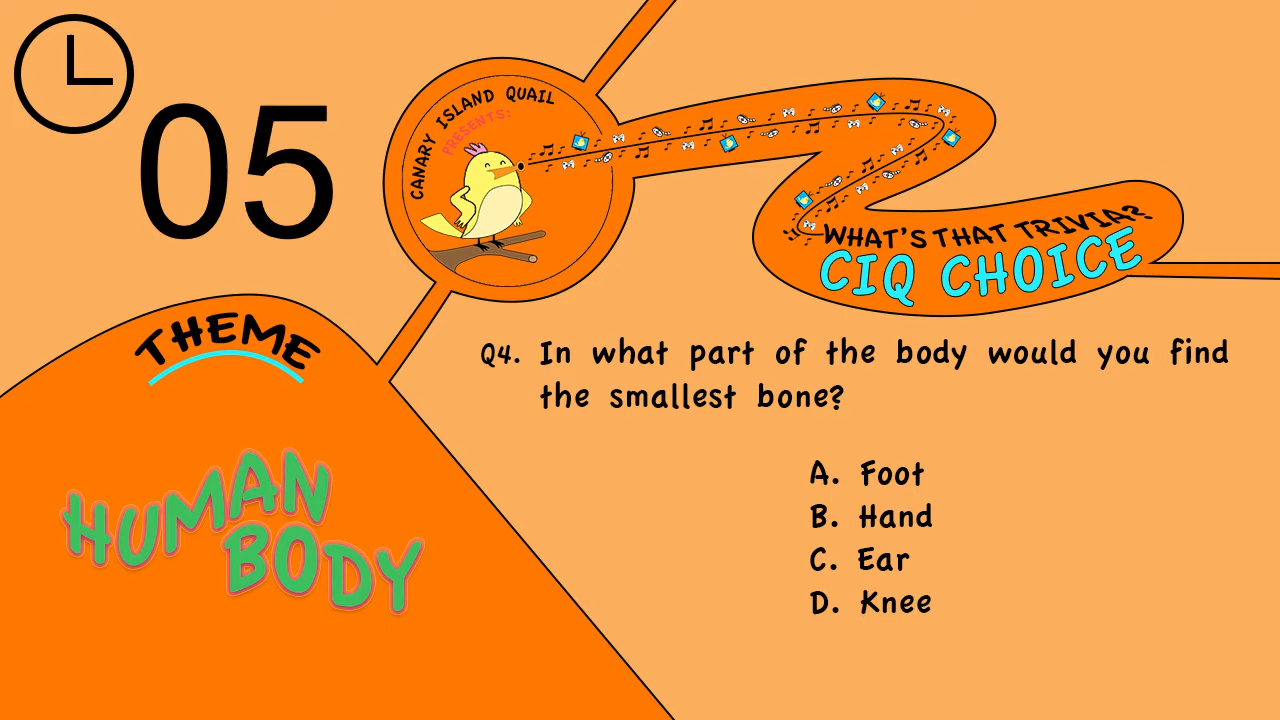 05
CANARY ISLAND QUAIL
PRESENTS:
WHAT'S THAT TRIVIA?
CIQ CHOICE
THEME
HUMAN
BODY
Q4. In what part of the body would you find
the smallest bone?
A. Foot
B. Hand
C. Ear
D. Knee